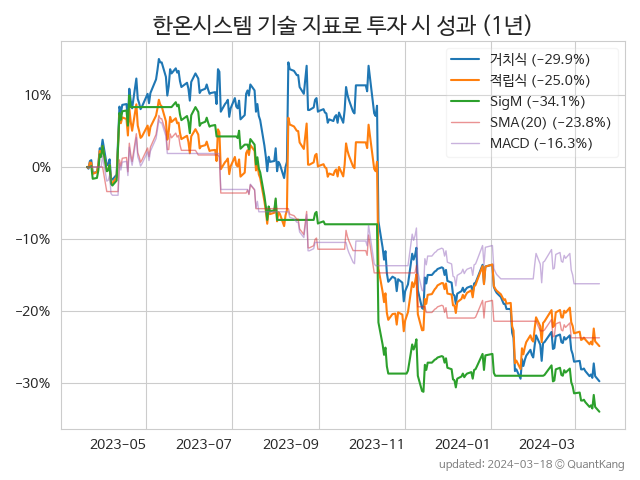 한온시스템 기술 지표로 투자 시 성과 (1년)
거치식 (−29.9%)
적립식 (−25.0%)
SigM (−34.1%)
SMA(20) (−23.8%)
MACD (−16.3%)
10%
0%
−10%
−20%
−30%
2023-05 2023-07 2023-09 2023-11 2024-01 2024-03
updated: 2024-03-18 © QuantKang